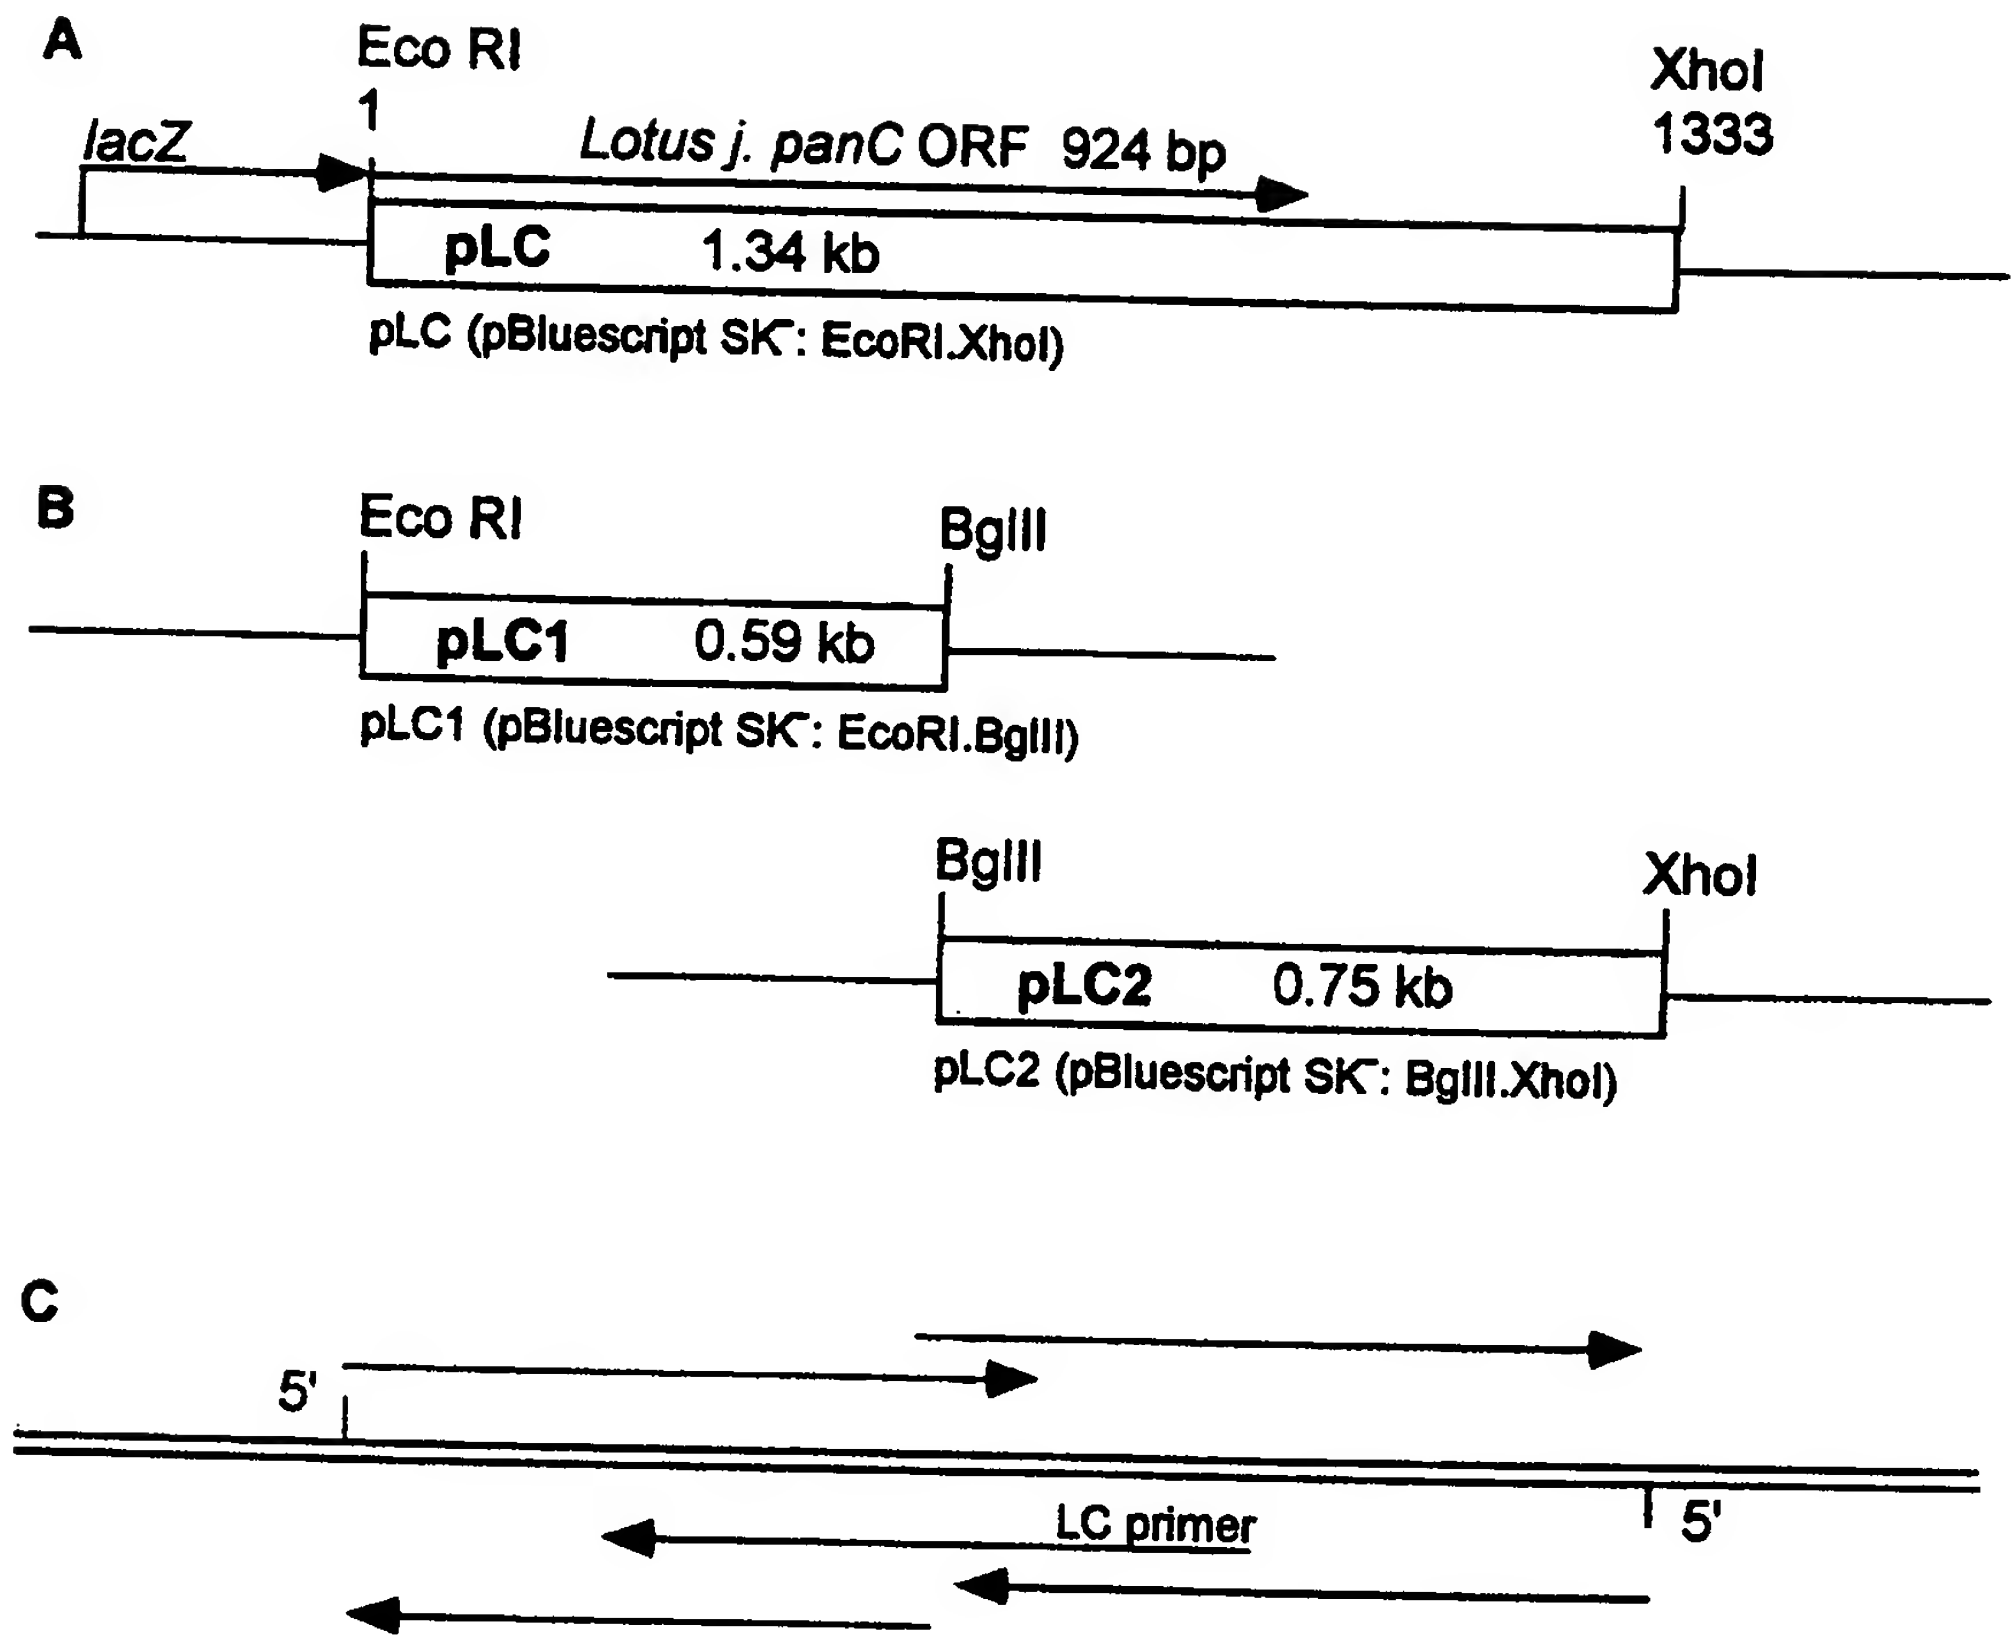 A
Eco RI
1
XhoI
1333
lacZ
Lotus j. panC ORF 924 bp
pLC 1.34 kb
pLC (pBluescript SK⁻: EcoRI.XhoI)
B
Eco RI
BglII
pLC1 0.59 kb
pLC1 (pBluescript SK⁻: EcoRI.BglII)
BglII
XhoI
pLC2 0.75 kb
pLC2 (pBluescript SK⁻: BglII.XhoI)
C
5'
LC primer
5'